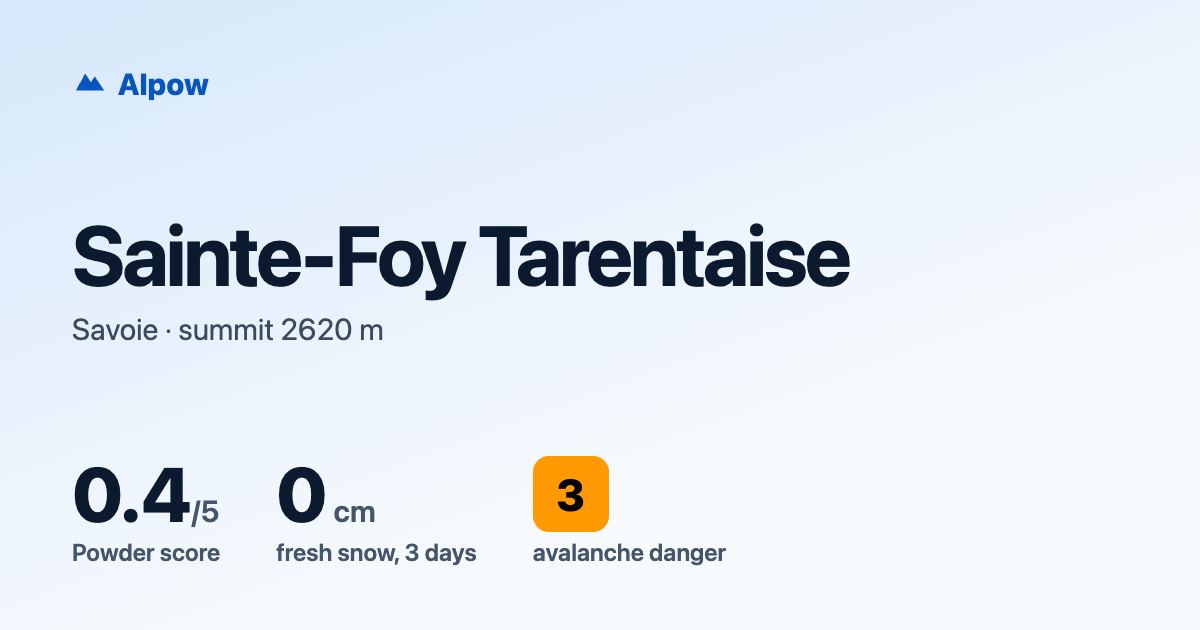 Alpow
Sainte-Foy Tarentaise
Savoie · summit 2620 m
0.4/5
Powder score
0 cm
fresh snow, 3 days
3
avalanche danger